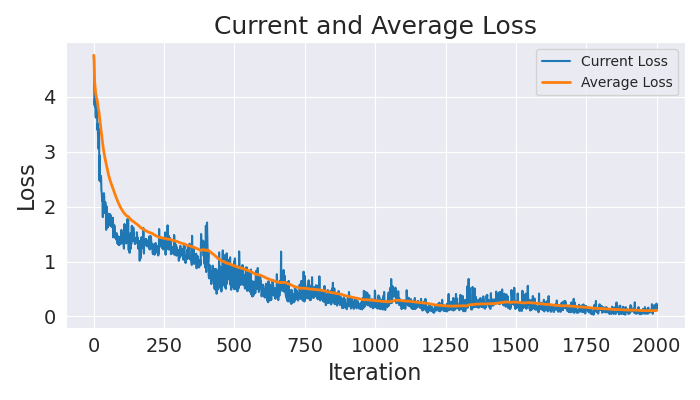 Current and Average Loss
Current Loss
Average Loss
Loss
4
3
2
1
0
0 250 500 750 1000 1250 1500 1750 2000
Iteration